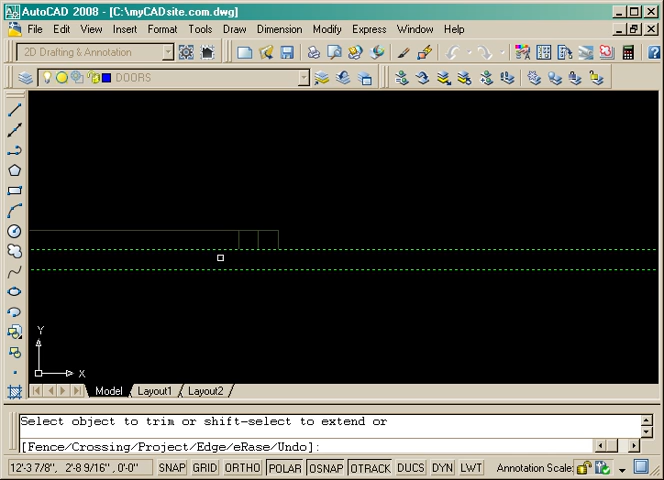 AutoCAD 2008 - [C:\myCADsite.com.dwg]
File Edit View Insert Format Tools Draw Dimension Modify Express Window Help
2D Drafting & Annotation
DOORS
Y
X
Model Layout1 Layout2
Select object to trim or shift-select to extend or
[Fence/Crossing/Project/Edge/eRase/Undo]:
12'-3 7/8", 2'-8 9/16" ,0'-0" SNAP GRID ORTHO POLAR OSNAP OTRACK DUCS DYN LWT Annotation Scale: